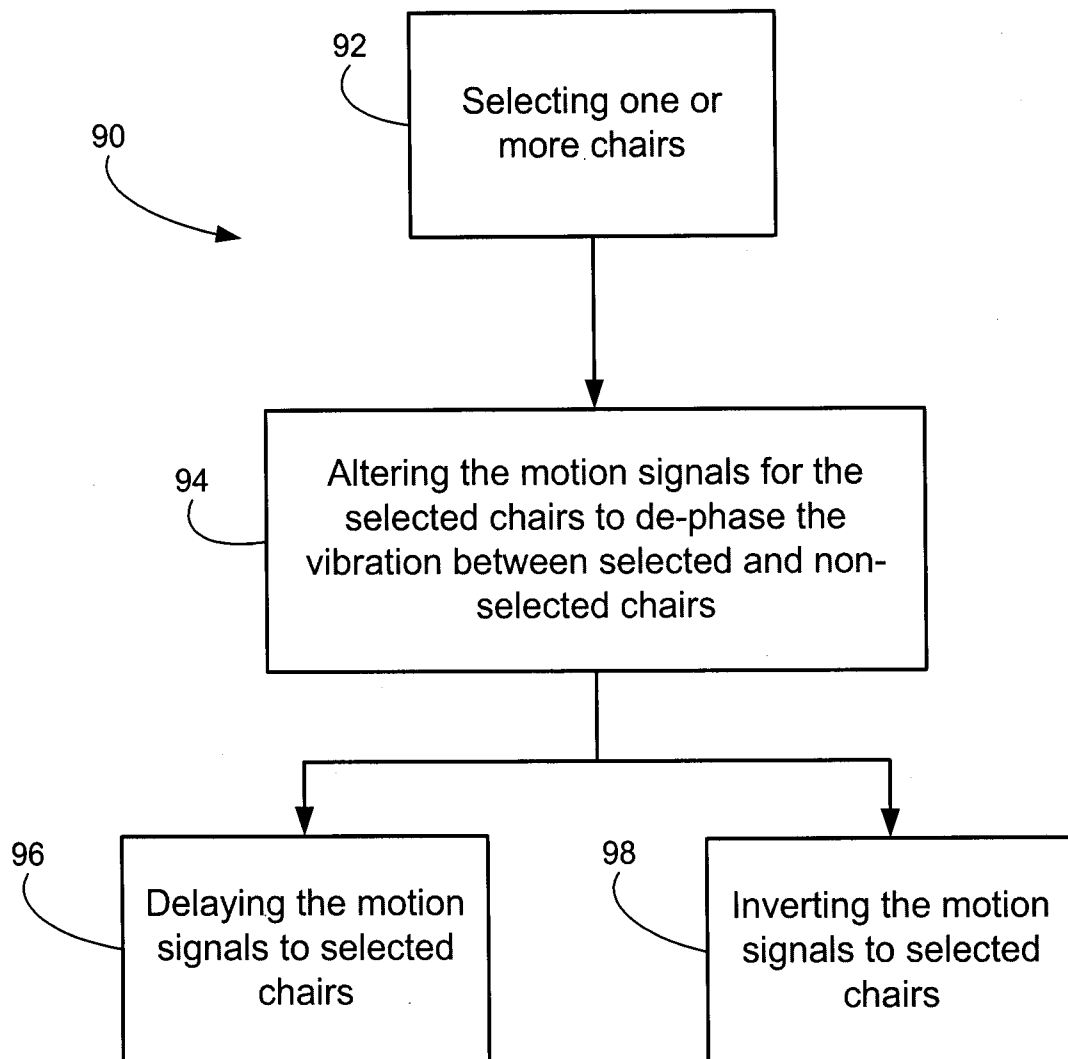 92
Selecting one or
more chairs
90
94
Altering the motion signals for the
selected chairs to de-phase the
vibration between selected and non-
selected chairs
96
Delaying the motion
signals to selected
chairs
98
Inverting the motion
signals to selected
chairs